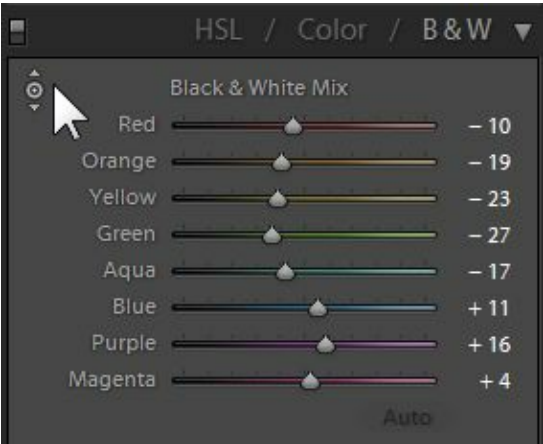 HSL / Color / B&W
Black & White Mix
Red - 10
Orange - 19
Yellow - 23
Green - 27
Aqua - 17
Blue + 11
Purple + 16
Magenta + 4
Auto